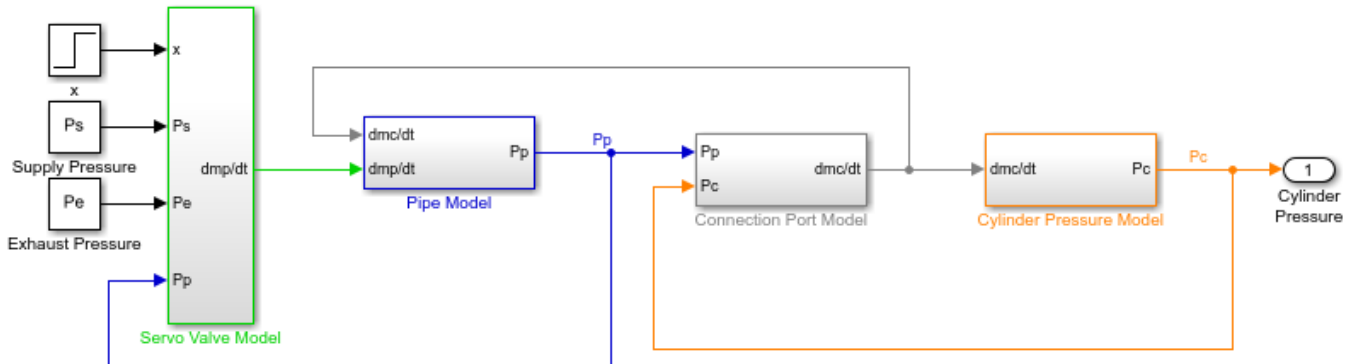 x
x
Ps
Ps
Supply Pressure
Pe
Pe
Exhaust Pressure
Pp
dmp/dt
Servo Valve Model
dmc/dt
dmp/dt
Pp
Pipe Model
Pp
Pp
Pc
dmc/dt
Connection Port Model
dmc/dt
Pc
Cylinder Pressure Model
Pc
1
Cylinder
Pressure